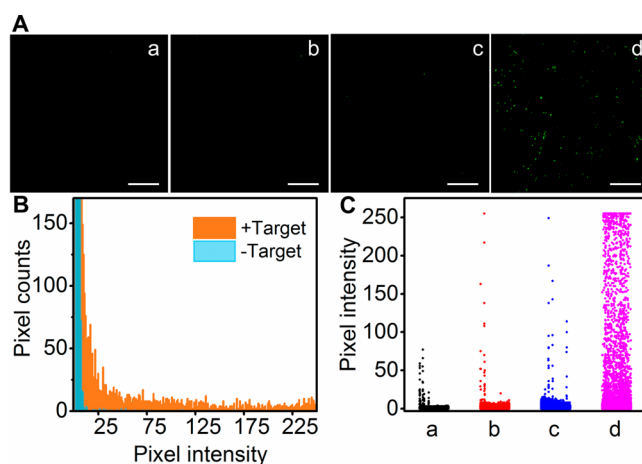 A
a
b
c
d
B
150
100
50
0
Pixel counts
+Target
-Target
25 75 125 175 225
Pixel intensity
C
250
200
150
100
50
0
Pixel intensity
a b c d